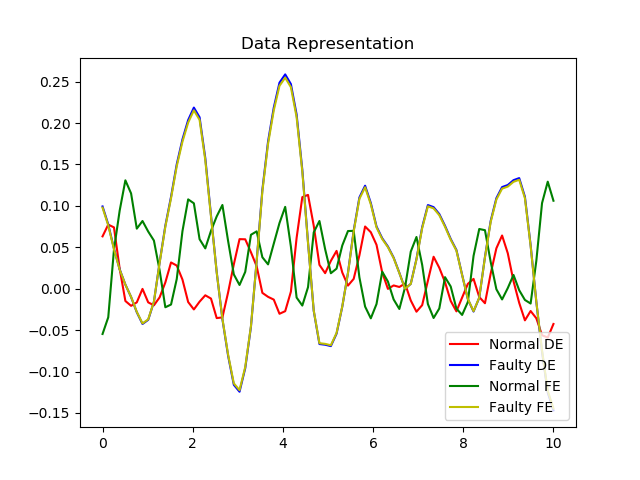 Data Representation
0.25
0.20
0.15
0.10
0.05
0.00
−0.05
−0.10
−0.15
Normal DE
Faulty DE
Normal FE
Faulty FE
0 2 4 6 8 10